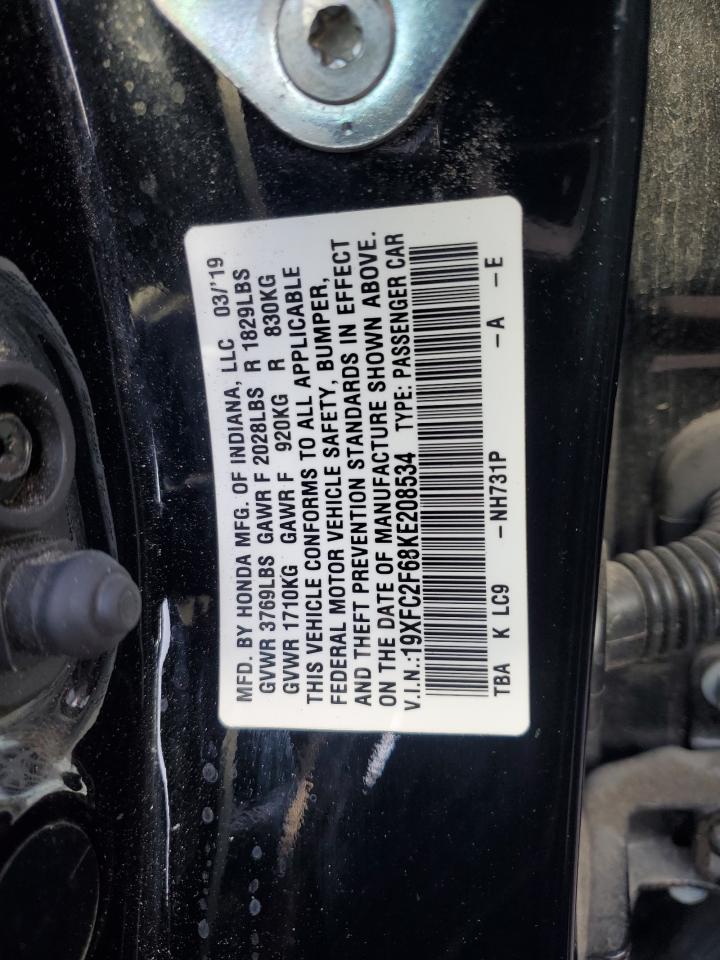 MFD. BY HONDA MFG. OF INDIANA, LLC 03/'19
GVWR 3769LBS GAWR F 2028LBS R 1829LBS
GVWR 1710KG GAWR F 920KG R 830KG
THIS VEHICLE CONFORMS TO ALL APPLICABLE
FEDERAL MOTOR VEHICLE SAFETY, BUMPER,
AND THEFT PREVENTION STANDARDS IN EFFECT
ON THE DATE OF MANUFACTURE SHOWN ABOVE.
V.I.N.:19XFC2F68KE208534 TYPE: PASSENGER CAR
TBA K LC9 -NH731P -A -E